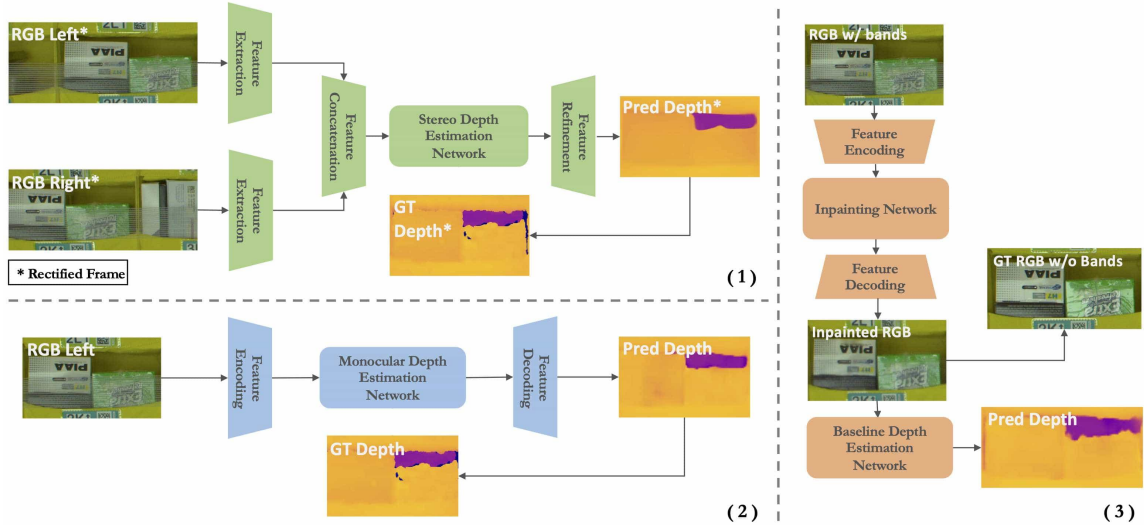 RGB Left*
Feature
Extraction
RGB Right*
Feature
Extraction
Feature
Concatenation
Stereo Depth
Estimation
Network
Feature
Refinement
Pred Depth*
GT
Depth*
* Rectified Frame
( 1 )
RGB Left
Feature
Encoding
Monocular Depth
Estimation
Network
Feature
Decoding
Pred Depth
GT Depth
( 2 )
RGB w/ bands
Feature
Encoding
Inpainting Network
Feature
Decoding
GT RGB w/o Bands
Inpainted RGB
Baseline Depth
Estimation
Network
Pred Depth
( 3 )